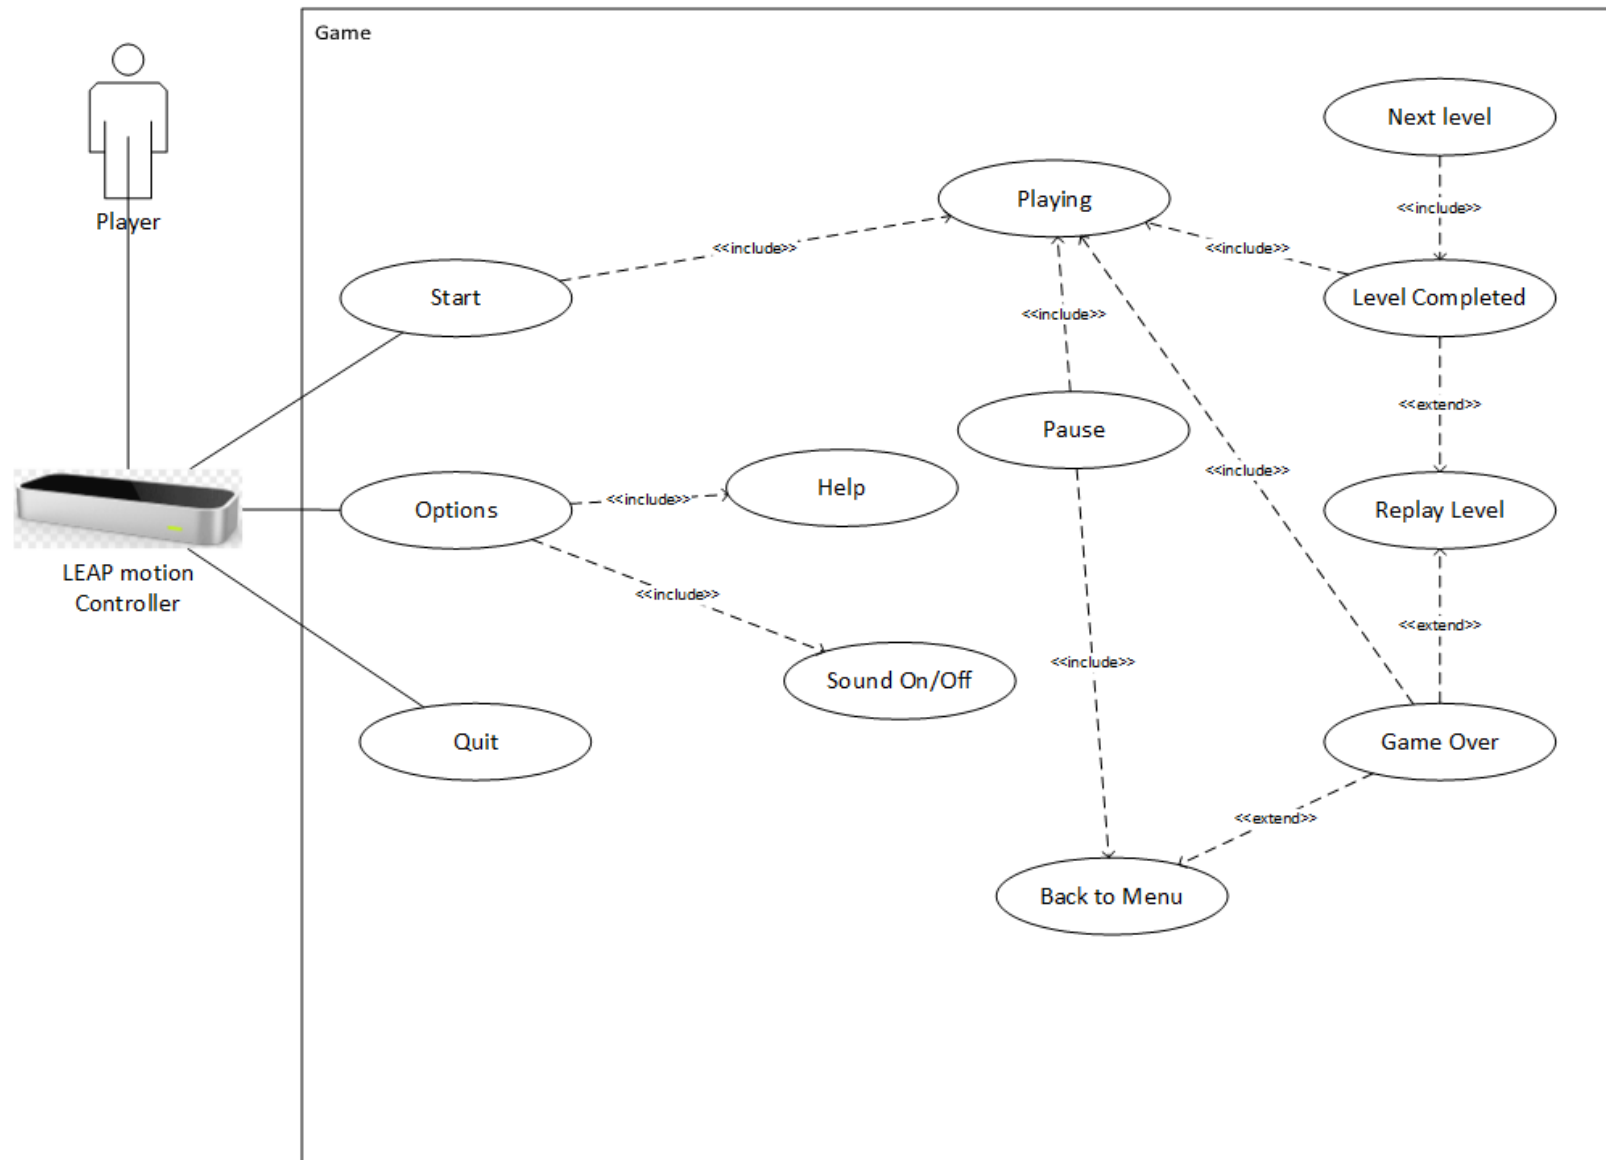 Game
Player
Next level
Playing
<<include>>
<<include>>
<<include>>
Start
Level Completed
<<include>>
<<extend>>
Pause
<<include>>
Help
<<include>>
Options
Replay Level
LEAP motion
Controller
<<include>>
<<extend>>
<<include>>
Sound On/Off
Quit
Game Over
<<extend>>
Back to Menu